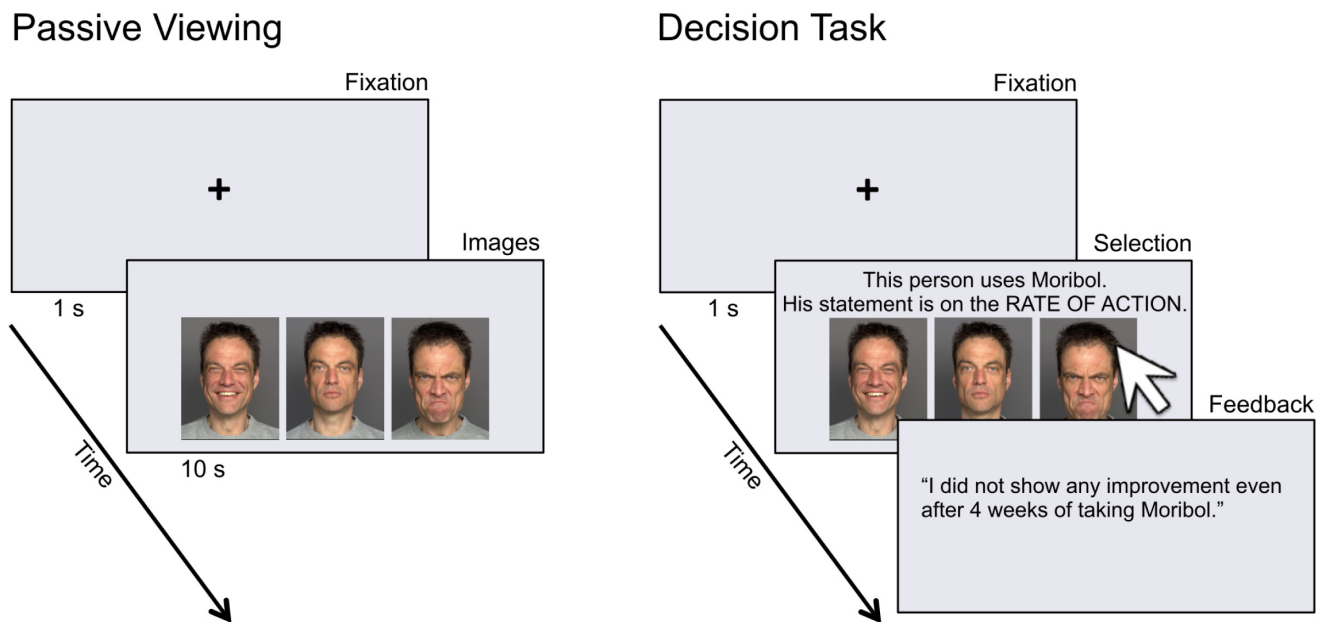 Passive Viewing
Fixation
+
1 s
Images
10 s
Time
Decision Task
Fixation
+
1 s
Selection
This person uses Moribol.
His statement is on the RATE OF ACTION.
Feedback
“I did not show any improvement even
after 4 weeks of taking Moribol.”
Time